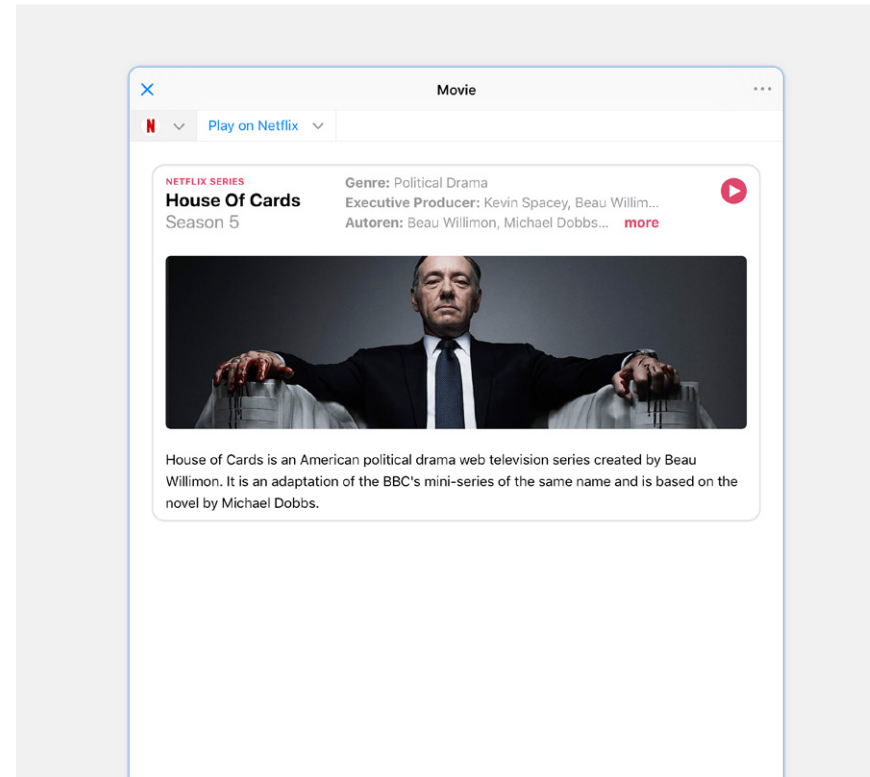 Movie
N
Play on Netflix
NETFLIX SERIES
House Of Cards
Season 5
Genre: Political Drama
Executive Producer: Kevin Spacey, Beau Willim...
Autoren: Beau Willimon, Michael Dobbs... more
House of Cards is an American political drama web television series created by Beau
Willimon. It is an adaptation of the BBC's mini-series of the same name and is based on the
novel by Michael Dobbs.